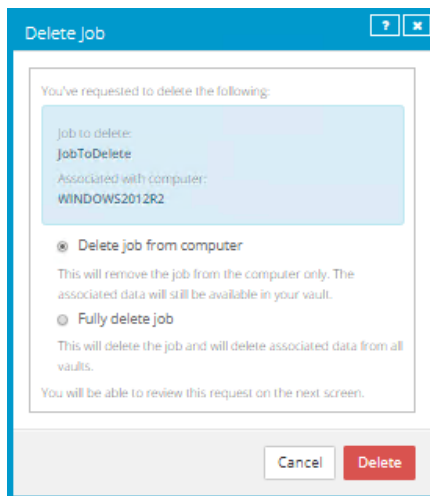 Delete Job
?
×
You've requested to delete the following:
Job to delete:
JobToDelete
Associated with computer:
WINDOWS2012R2
Delete job from computer
This will remove the job from the computer only. The
associated data will still be available in your vault.
Fully delete job
This will delete the job and will delete associated data from all
vaults.
You will be able to review this request on the next screen.
Cancel
Delete